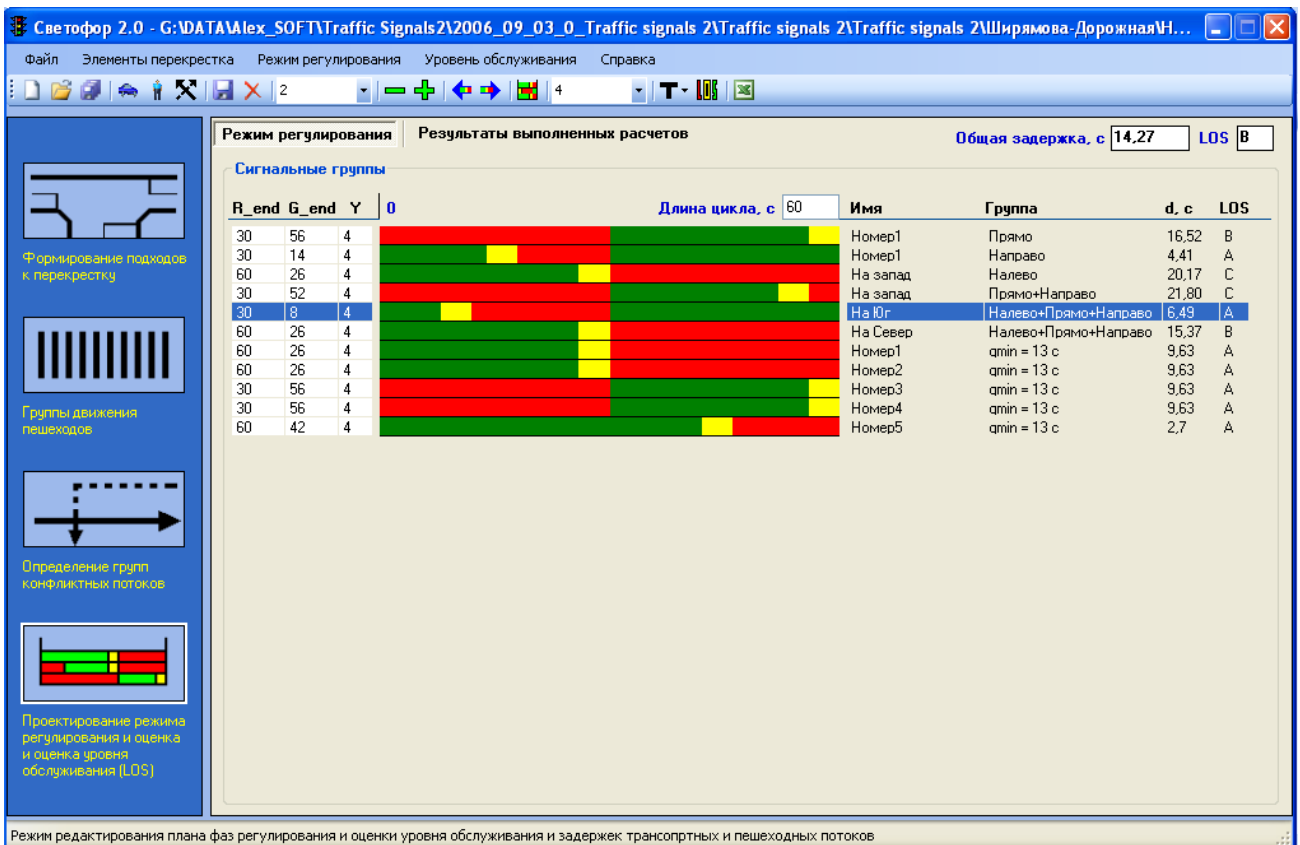 Светофор 2.0 - G:\DATA\Alex_SOFT\Traffic Signals2\2006_09_03_0_Traffic signals 2\Traffic signals 2\Traffic signals 2\Ширямова-Дорожная\Н...
Файл Элементы перекрестка Режим регулирования Уровень обслуживания Справка
2 4 T
Режим регулирования Результаты выполненных расчетов Общая задержка, с 14,27 LOS B
Сигнальные группы
R_end G_end Y 0 Длина цикла, с 60 Имя Группа d, c LOS
30 56 4 Номер1 Прямо 16,52 B
30 14 4 Номер1 Направо 4,41 A
60 26 4 На запад Налево 20,17 C
30 52 4 На запад Прямо+Направо 21,80 C
30 8 4 На Юг Налево+Прямо+Направо 6,49 A
60 26 4 На Север Налево+Прямо+Направо 15,37 B
60 26 4 Номер1 qmin = 13 c 9,63 A
60 26 4 Номер2 qmin = 13 c 9,63 A
30 56 4 Номер3 qmin = 13 c 9,63 A
30 56 4 Номер4 qmin = 13 c 9,63 A
60 42 4 Номер5 qmin = 13 c 2,7 A
Формирование подходов
к перекрестку
Группы движения
пешеходов
Определение групп
конфликтных потоков
Проектирование режима
регулирования и оценка
и оценка уровня
обслуживания (LOS)
Режим редактирования плана фаз регулирования и оценки уровня обслуживания и задержек трансопртных и пешеходных потоков